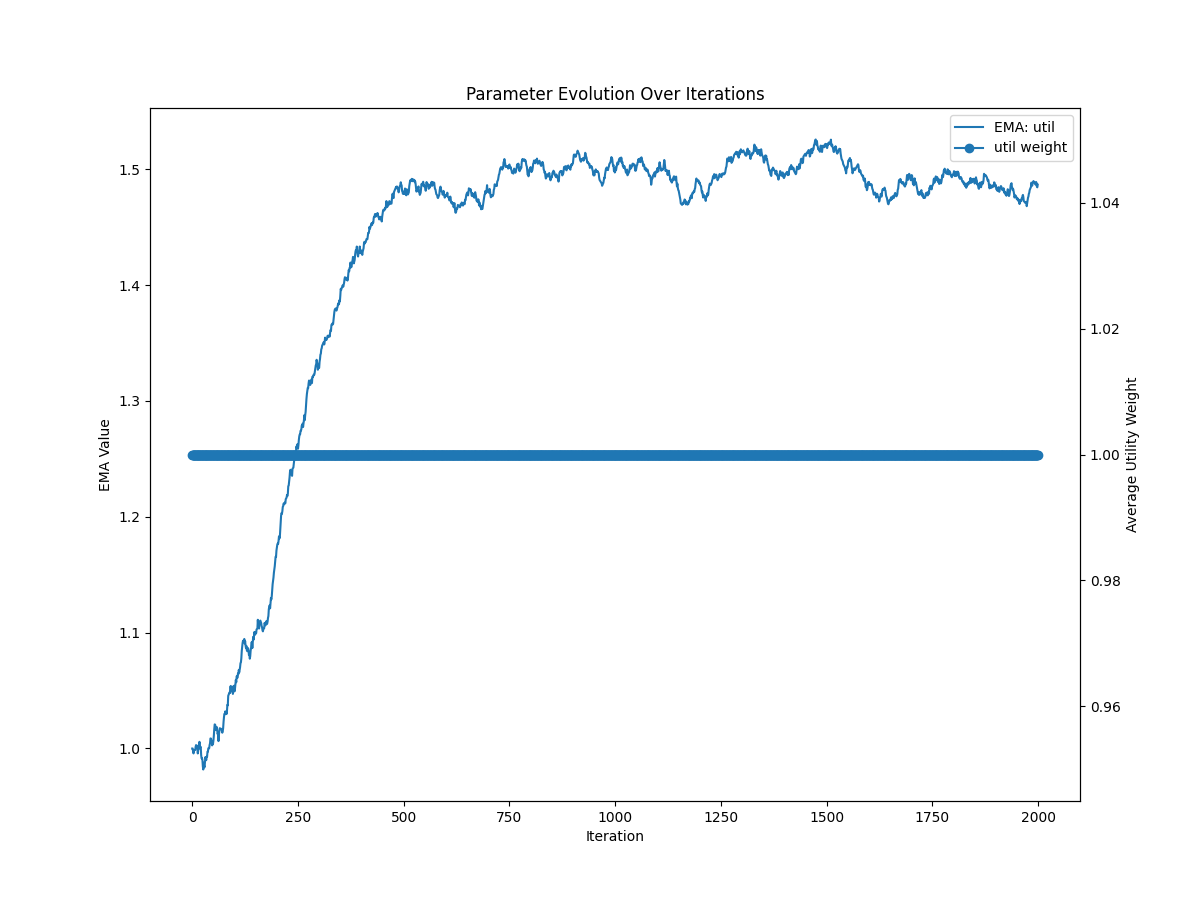 Parameter Evolution Over Iterations
EMA: util
util weight
1.5
1.4
1.3
1.2
1.1
1.0
EMA Value
1.04
1.02
1.00
0.98
0.96
Average Utility Weight
0 250 500 750 1000 1250 1500 1750 2000
Iteration